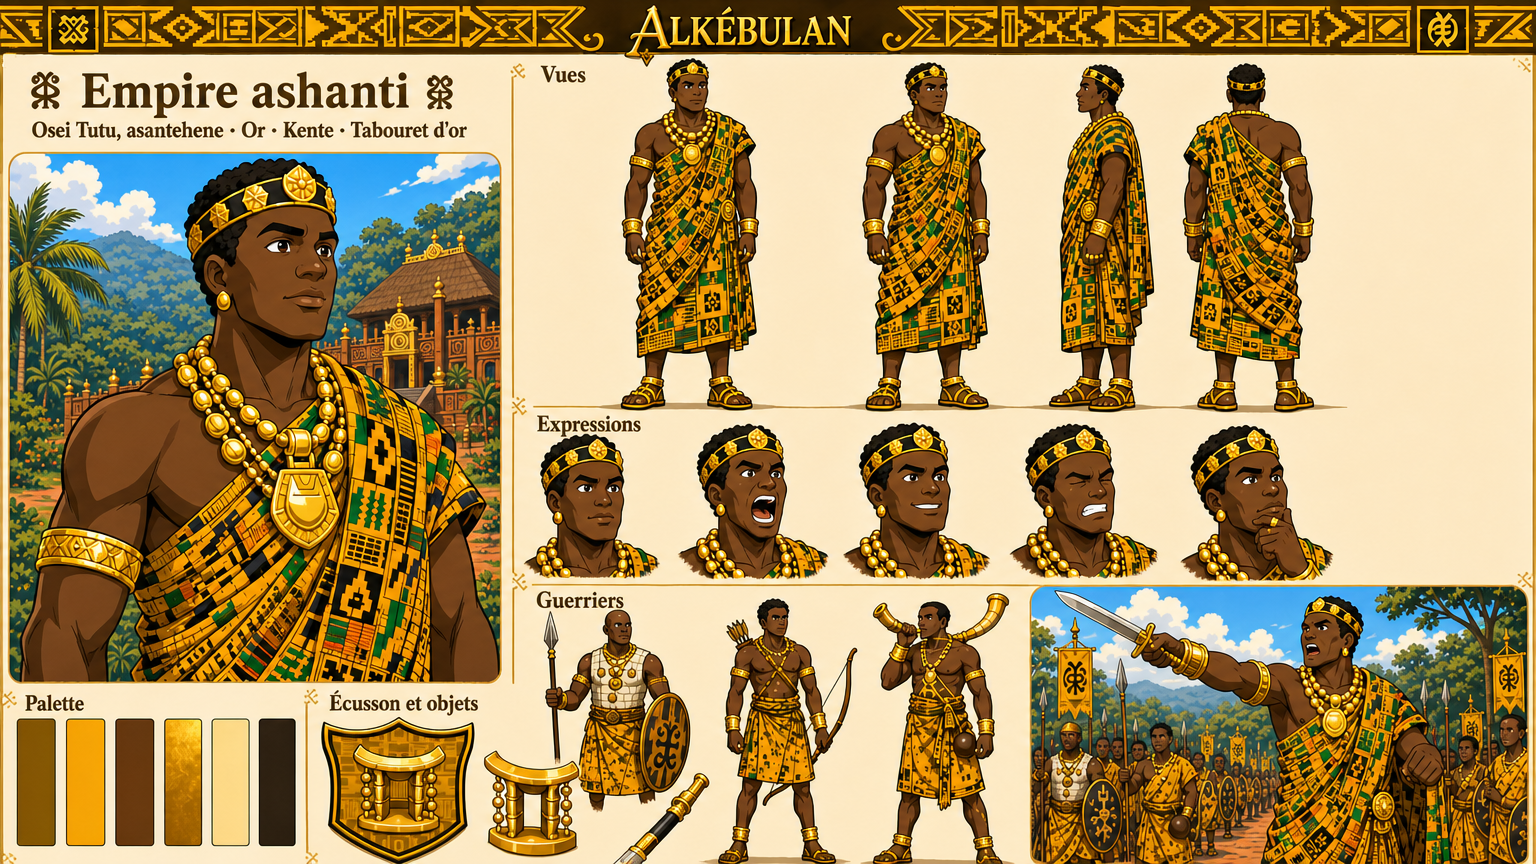 ALKÉBULAN
Empire ashanti
Osei Tutu, asantehene · Or · Kente · Tabouret d'or
Vues
Expressions
Guerriers
Palette
Écusson et objets